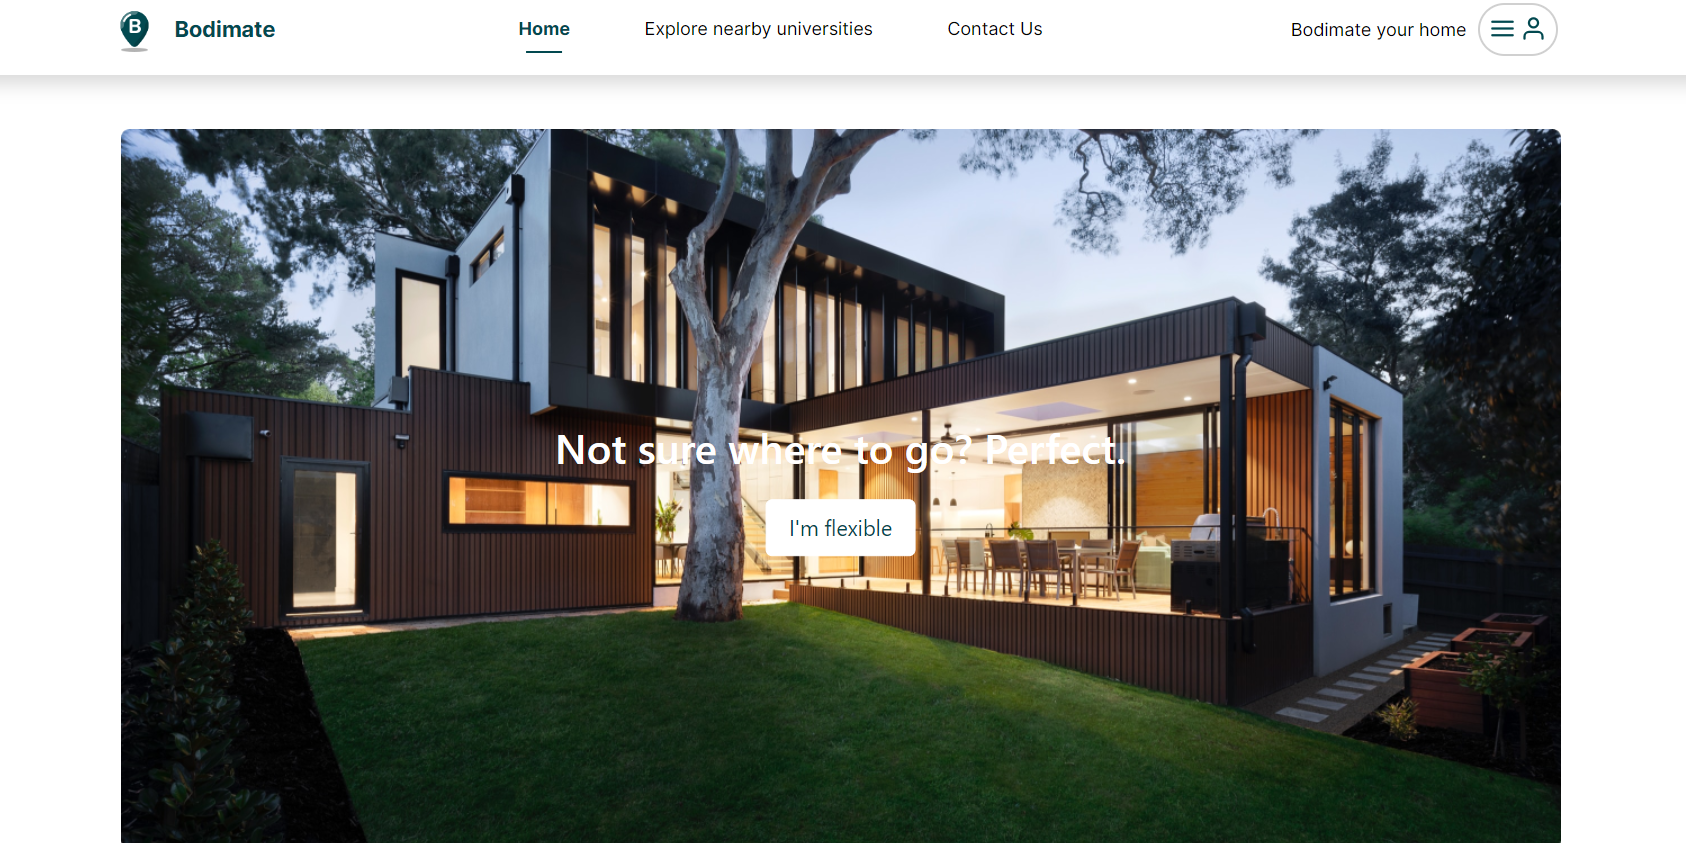 B
Bodimate
Home
Explore nearby universities
Contact Us
Bodimate your home
Not sure where to go? Perfect.
I'm flexible